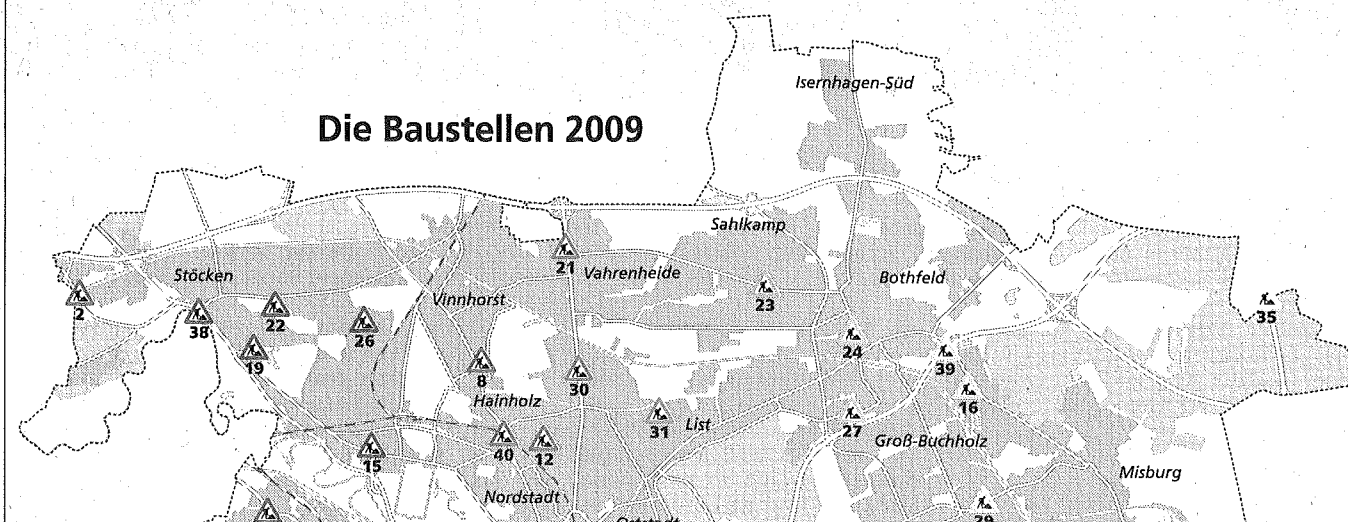 Isernhagen-Süd
Die Baustellen 2009
Sahlkamp
21
Vahrenheide
Stöcken
Bothfeld
2
22
Vinnhorst
23
35
38
26
19
24
39
8
30
Hainholz
16
31
List
27
Groß-Buchholz
15
40
12
Misburg
Nordstadt
29